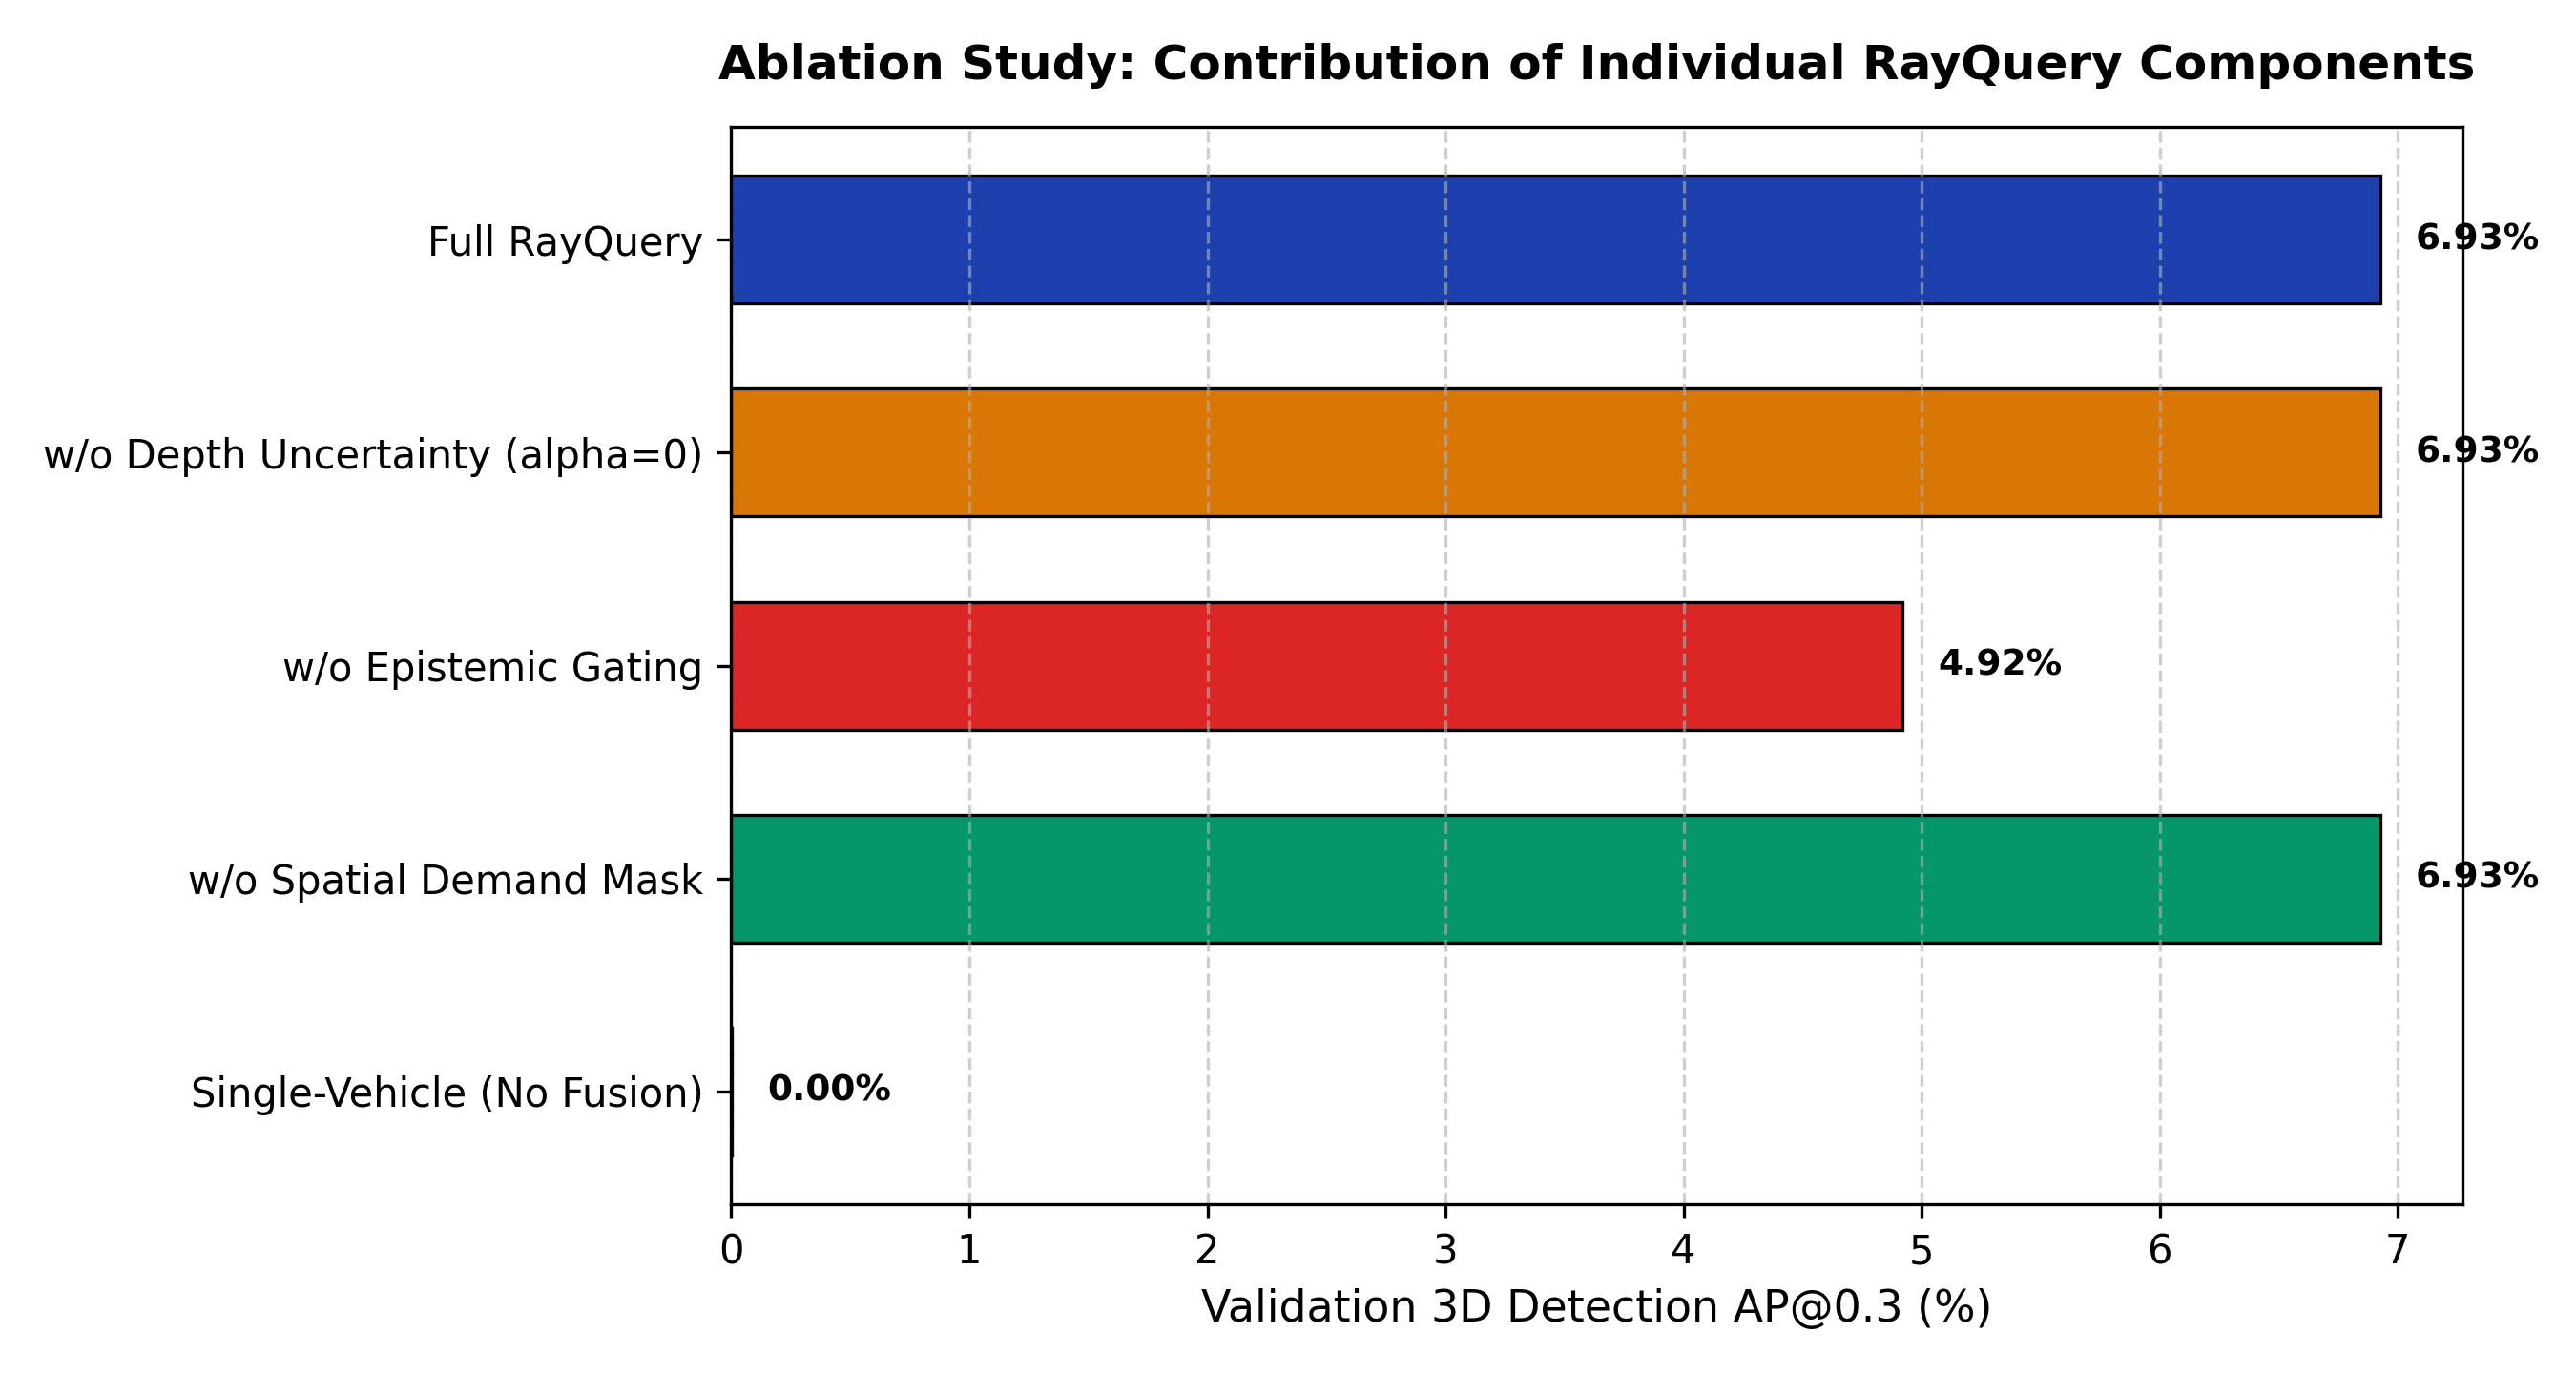 Ablation Study: Contribution of Individual RayQuery Components
Full RayQuery
6.93%
w/o Depth Uncertainty (alpha=0)
6.93%
w/o Epistemic Gating
4.92%
w/o Spatial Demand Mask
6.93%
Single-Vehicle (No Fusion)
0.00%
0 1 2 3 4 5 6 7
Validation 3D Detection AP@0.3 (%)